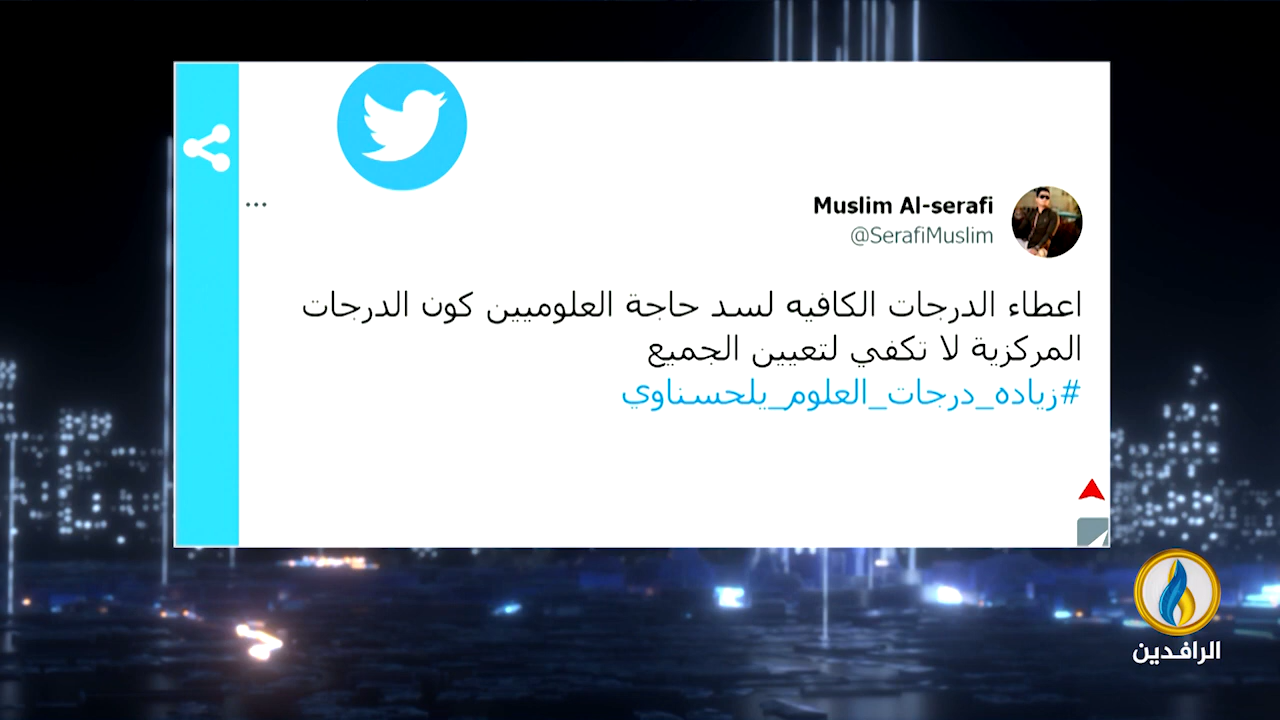 Muslim Al-serafi
@SerafiMuslim
اعطاء الدرجات الكافيه لسد حاجة العلوميين كون الدرجات
المركزية لا تكفي لتعيين الجميع
#زياده_درجات_العلوم_يلحسناوي
الرافدين